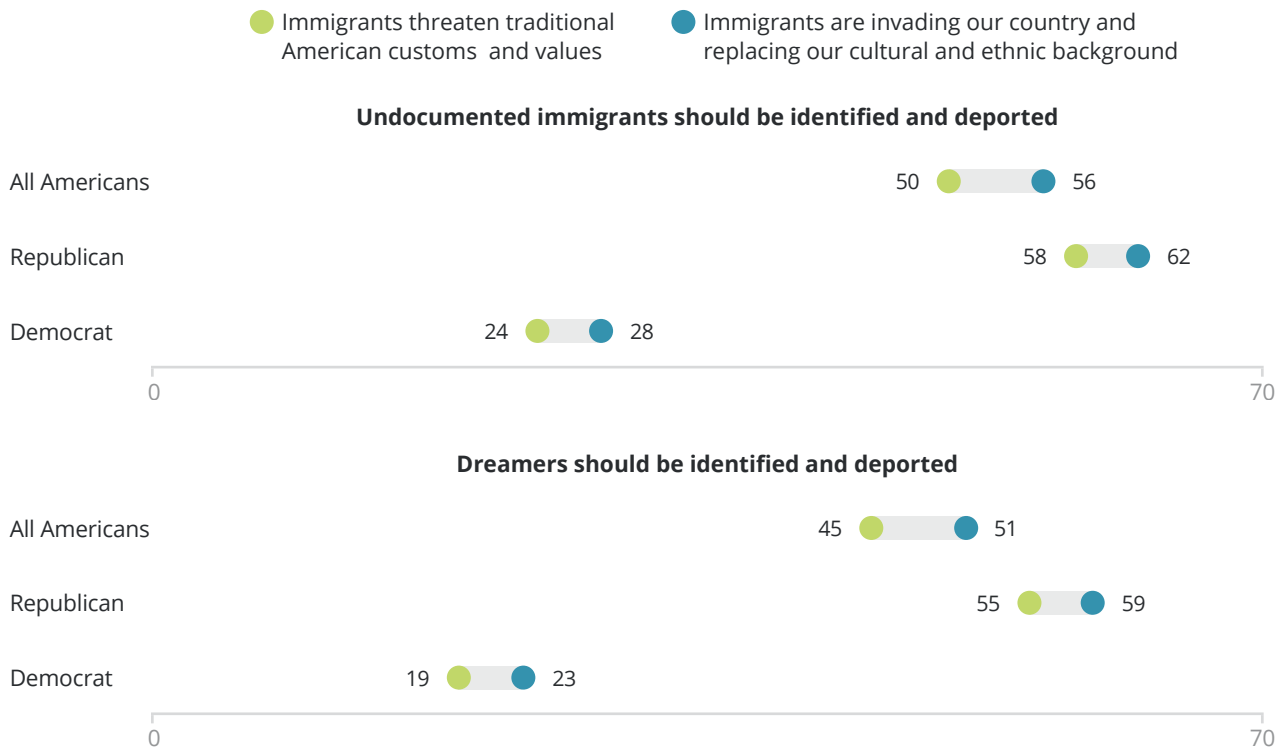 Immigrants threaten traditional
American customs and values
Immigrants are invading our country and
replacing our cultural and ethnic background
Undocumented immigrants should be identified and deported
All Americans 50 56
Republican 58 62
Democrat 24 28
0 70
Dreamers should be identified and deported
All Americans 45 51
Republican 55 59
Democrat 19 23
0 70